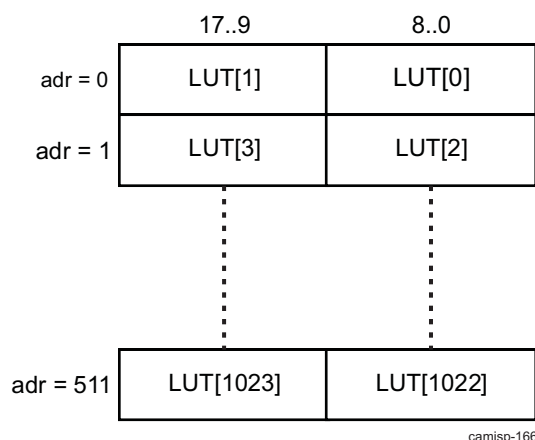 17..9 8..0
adr = 0 LUT[1] LUT[0]
adr = 1 LUT[3] LUT[2]
adr = 511 LUT[1023] LUT[1022]
camisp-166